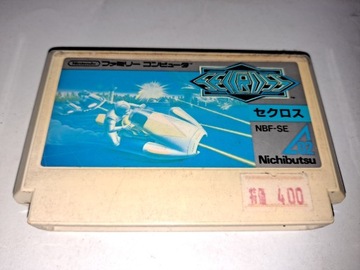 Nintendo ファミリー コンピュータ
SEICROSS
TM
セクロス
NBF-SE
Nichibutsu
400